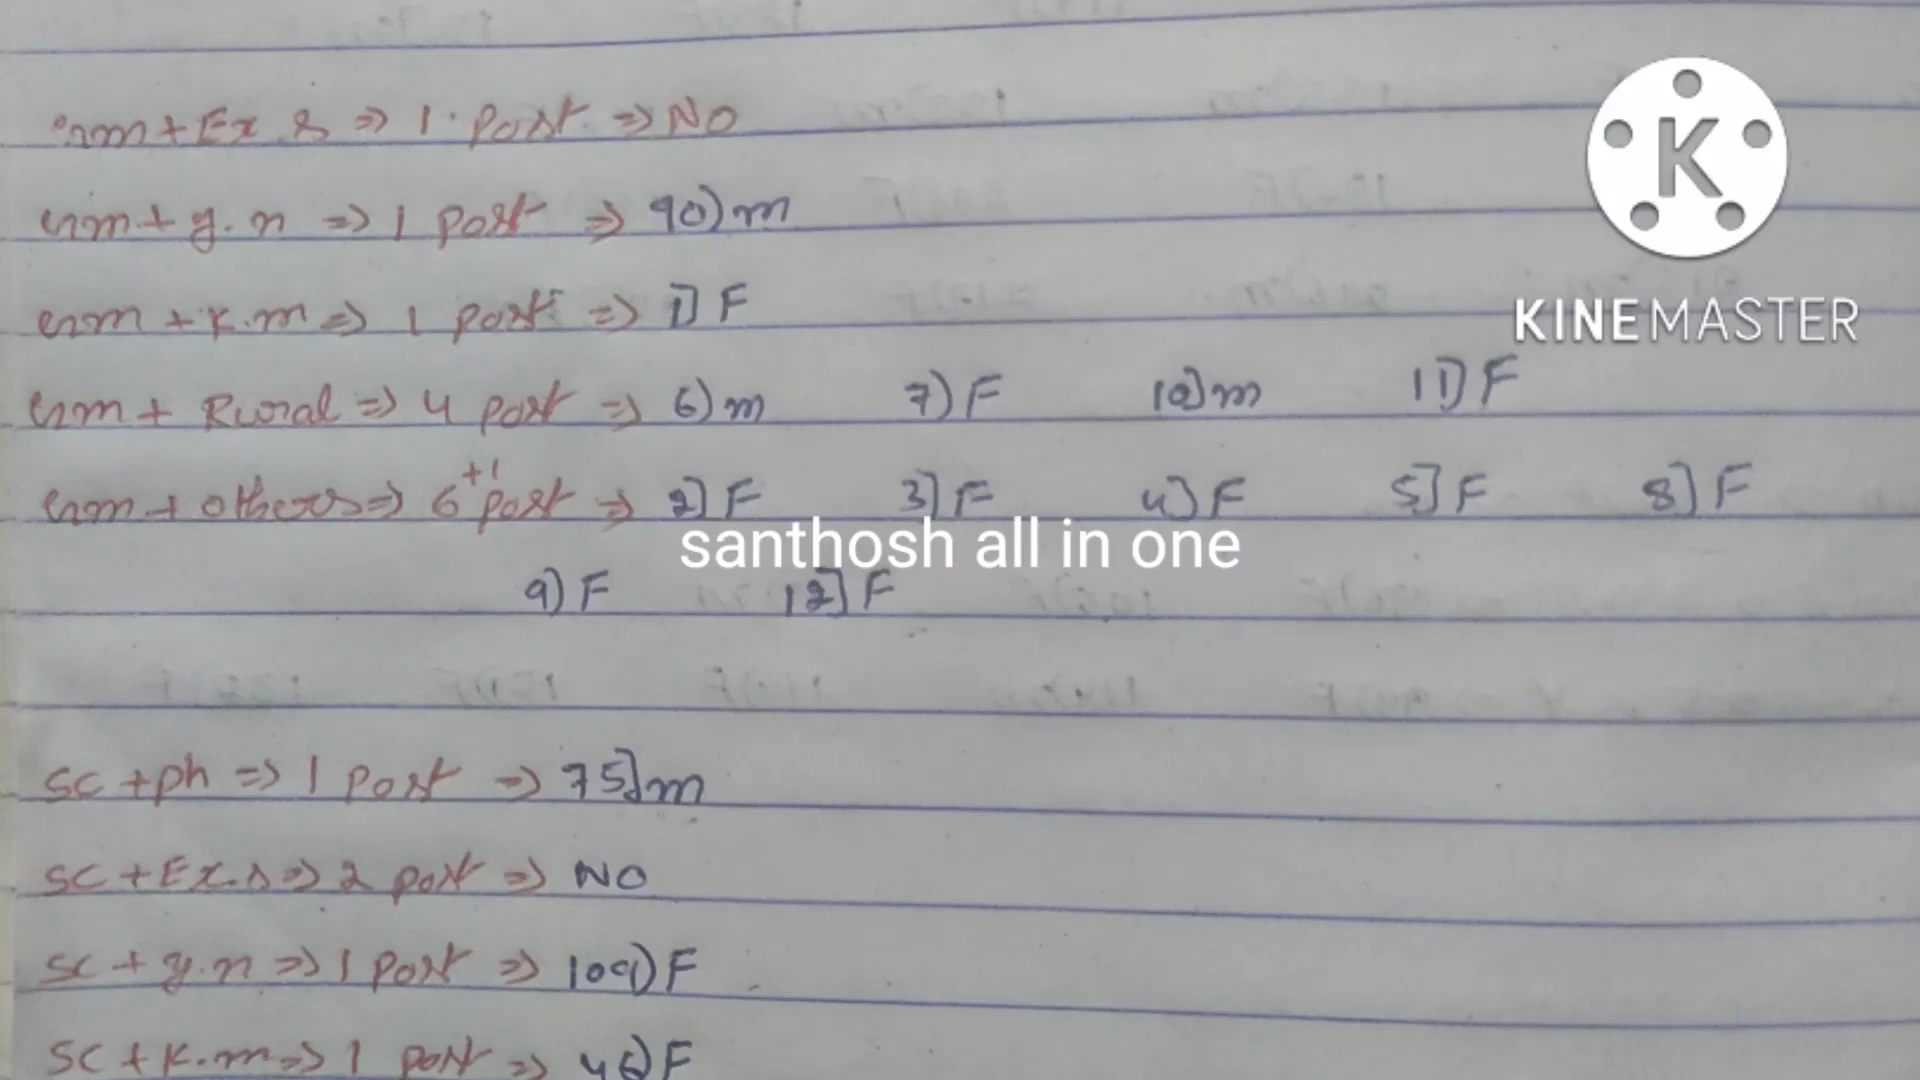 Gm + Ex.s => 1 post => NO
Gm + y.n => 1 post => 90) m
Gm + K.m => 1 post => 1] F
Gm + Rural => 4 post => 6) m 7) F 10) m 11) F
Gm + others => 6+1 post => 2] F 3] F 4] F 5] F 8] F
9) F 12] F
SC + ph => 1 post => 75] m
SC + Ex.s => 2 post => NO
SC + y.n => 1 post => 109) F
SC + K.m => 1 post => 46) F
K
KINEMASTER
santhosh all in one